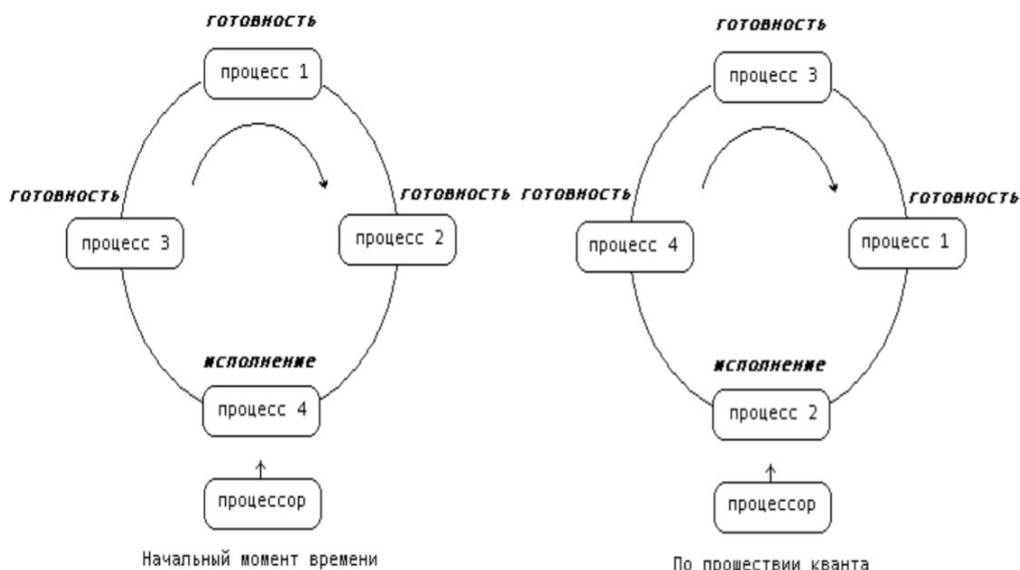 готовность
процесс 1
готовность
процесс 3
готовность
процесс 2
исполнение
процесс 4
процессор
Начальный момент времени
готовность
процесс 3
готовность
процесс 4
готовность
процесс 1
исполнение
процесс 2
процессор
По прошествии кванта